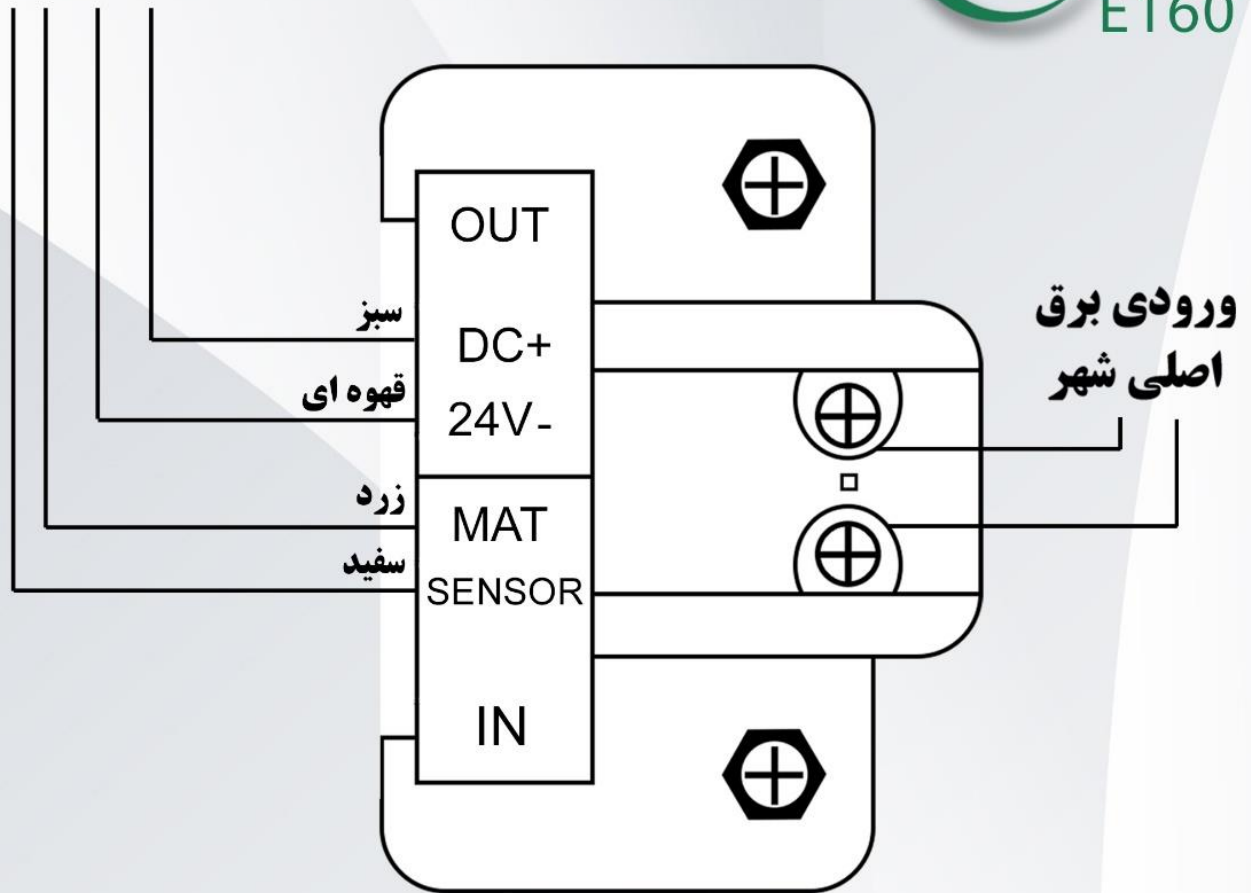 ET60
OUT
سبز
DC+
قهوه ای
24V-
زرد
MAT
سفید
SENSOR
IN
ورودی برق
اصلی شهر